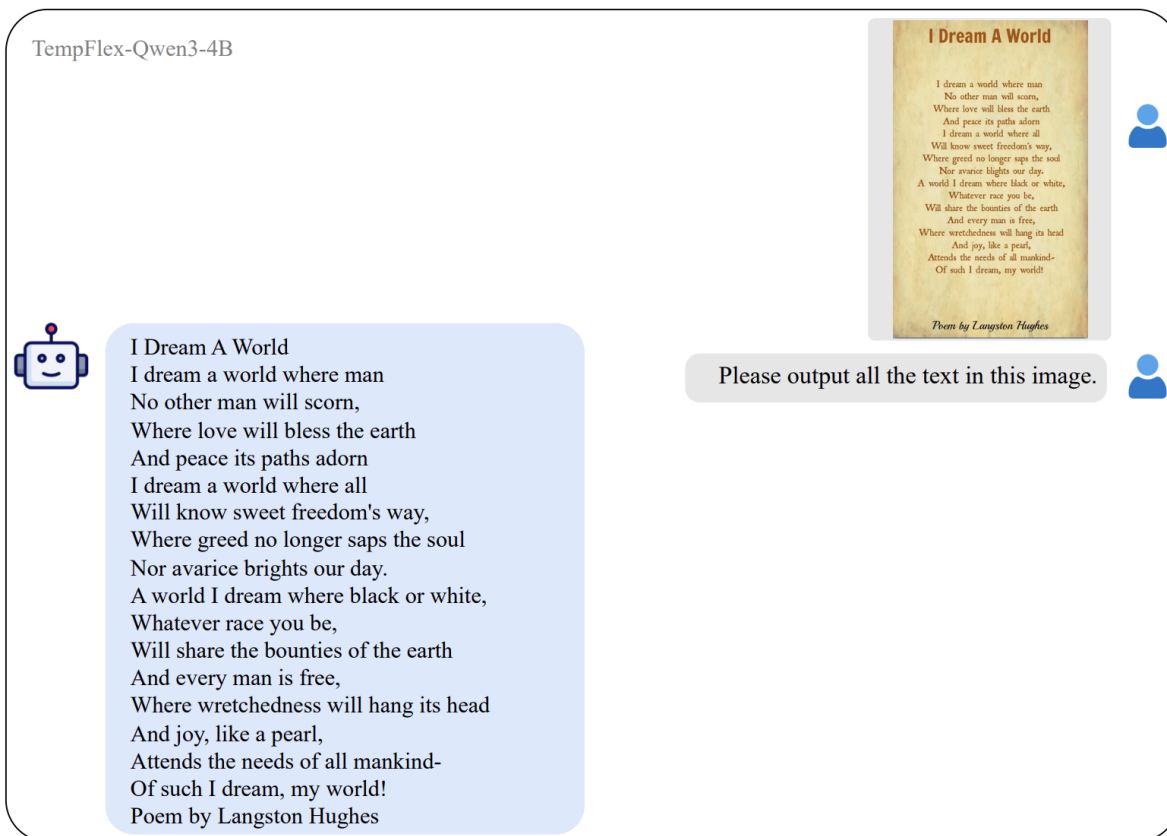 TempFlex-Qwen3-4B
I Dream A World
I dream a world where man
No other man will scorn,
Where love will bless the earth
And peace its paths adorn
I dream a world where all
Will know sweet freedom's way,
Where greed no longer saps the soul
Nor avarice blights our day.
A world I dream where black or white,
Whatever race you be,
Will share the bounties of the earth
And every man is free,
Where wretchedness will hang its head
And joy, like a pearl,
Attends the needs of all mankind-
Of such I dream, my world!
Poem by Langston Hughes
Please output all the text in this image.
I Dream A World
I dream a world where man
No other man will scorn,
Where love will bless the earth
And peace its paths adorn
I dream a world where all
Will know sweet freedom's way,
Where greed no longer saps the soul
Nor avarice brights our day.
A world I dream where black or white,
Whatever race you be,
Will share the bounties of the earth
And every man is free,
Where wretchedness will hang its head
And joy, like a pearl,
Attends the needs of all mankind-
Of such I dream, my world!
Poem by Langston Hughes